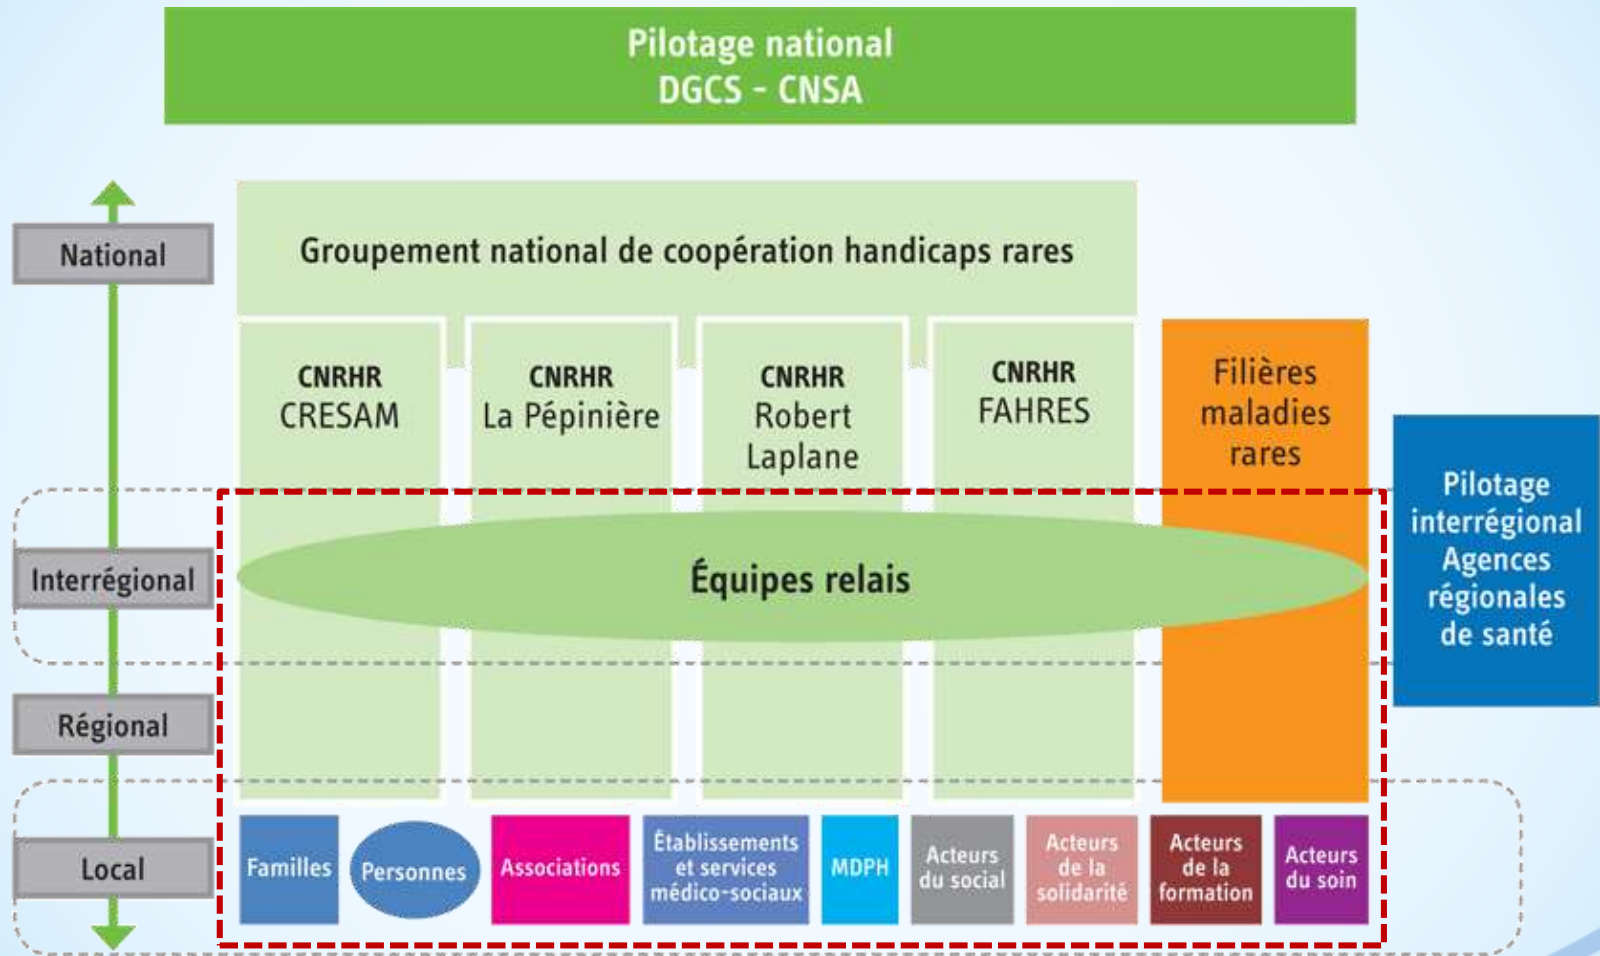 Pilotage national
DGCS - CNSA
National
Groupement national de coopération handicaps rares
CNRHR
CRESAM
CNRHR
La Pépinière
CNRHR
Robert
Laplane
CNRHR
FAHRES
Filières
maladies
rares
Pilotage
interrégional
Agences
régionales
de santé
Interrégional
Équipes relais
Régional
Local
Familles
Personnes
Associations
Établissements
et services
médico-sociaux
MDPH
Acteurs
du social
Acteurs
de la
solidarité
Acteurs
de la
formation
Acteurs
du soin